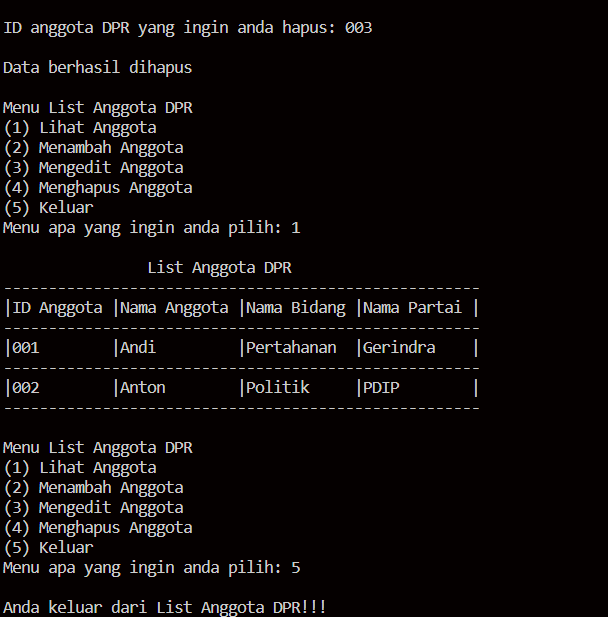 ID anggota DPR yang ingin anda hapus: 003
Data berhasil dihapus
Menu List Anggota DPR
(1) Lihat Anggota
(2) Menambah Anggota
(3) Mengedit Anggota
(4) Menghapus Anggota
(5) Keluar
Menu apa yang ingin anda pilih: 1
List Anggota DPR
-----------------------------------------------------
|ID Anggota |Nama Anggota |Nama Bidang |Nama Partai |
-----------------------------------------------------
|001        |Andi         |Pertahanan  |Gerindra    |
-----------------------------------------------------
|002        |Anton        |Politik     |PDIP        |
-----------------------------------------------------
Menu List Anggota DPR
(1) Lihat Anggota
(2) Menambah Anggota
(3) Mengedit Anggota
(4) Menghapus Anggota
(5) Keluar
Menu apa yang ingin anda pilih: 5
Anda keluar dari List Anggota DPR!!!